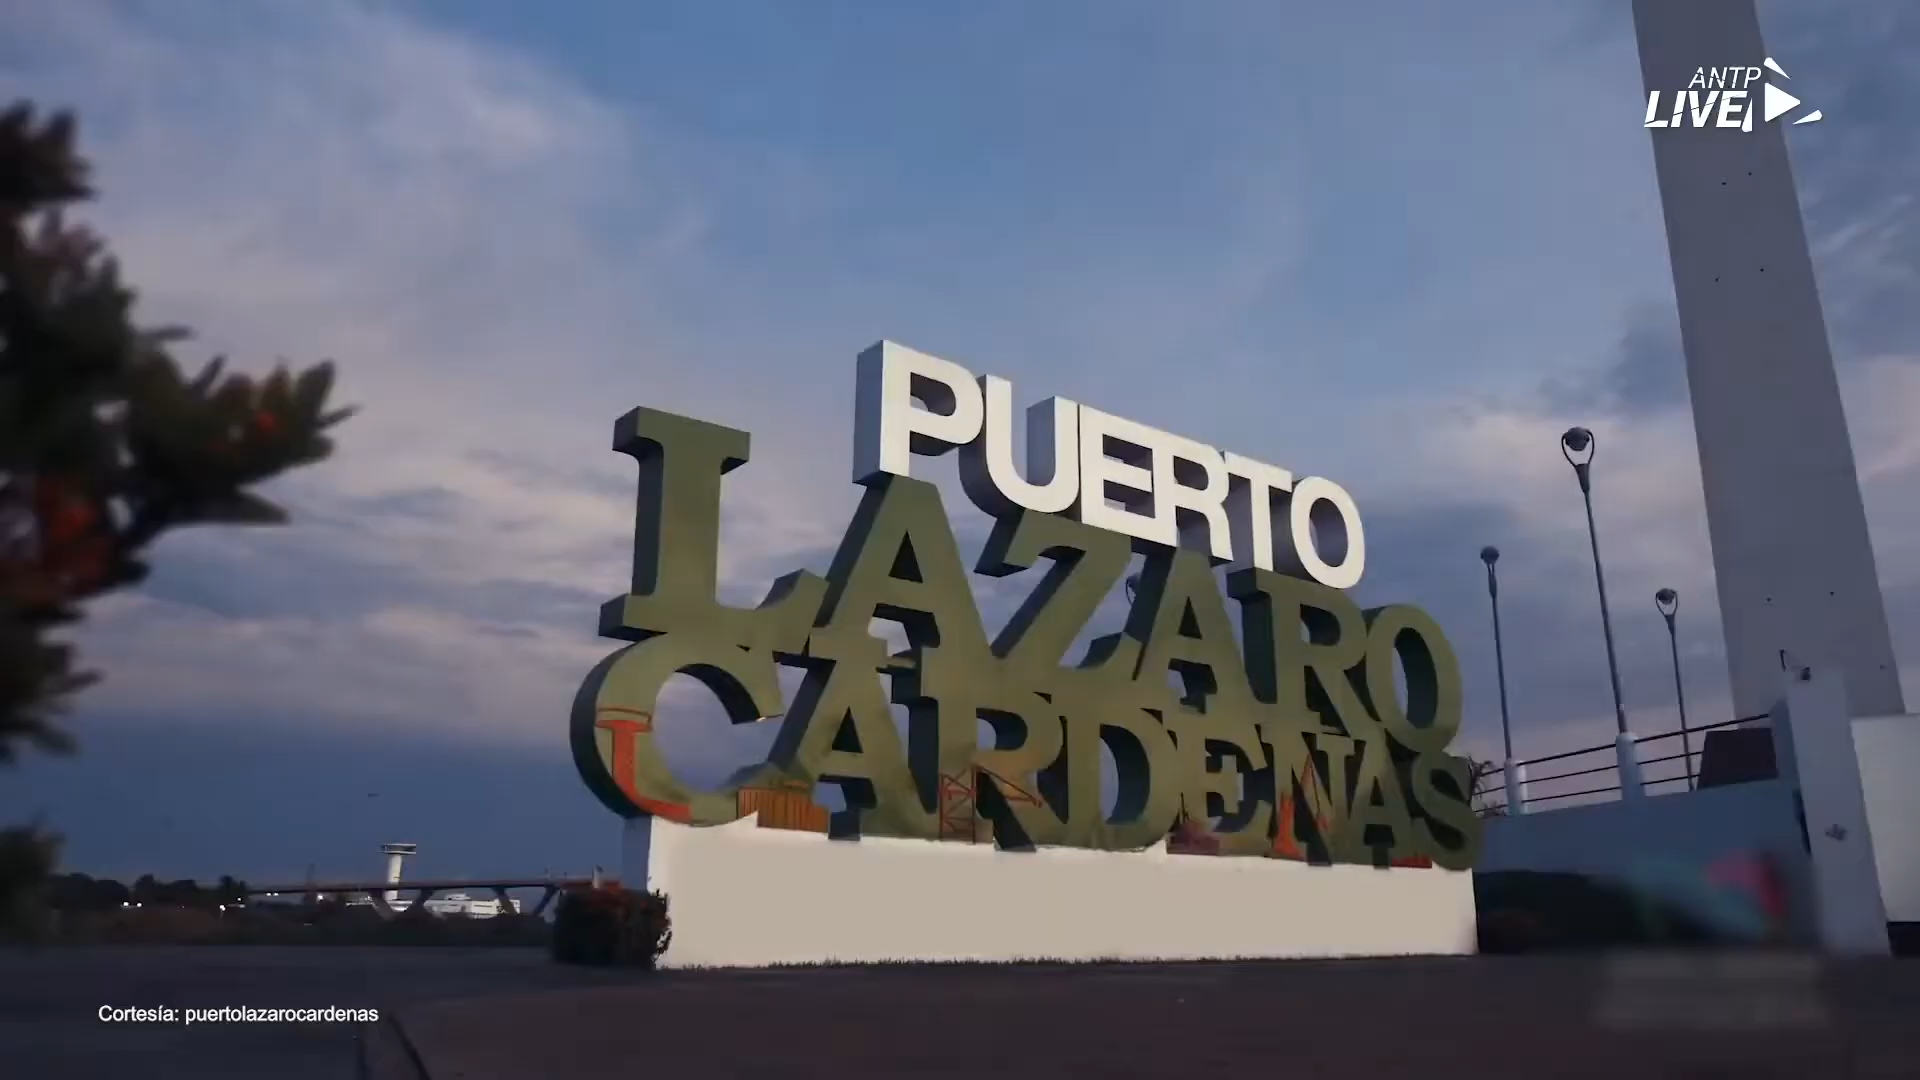 ANTP
LIVE
PUERTO
LAZARO
CARDENAS
Cortesía: puertolazarocardenas